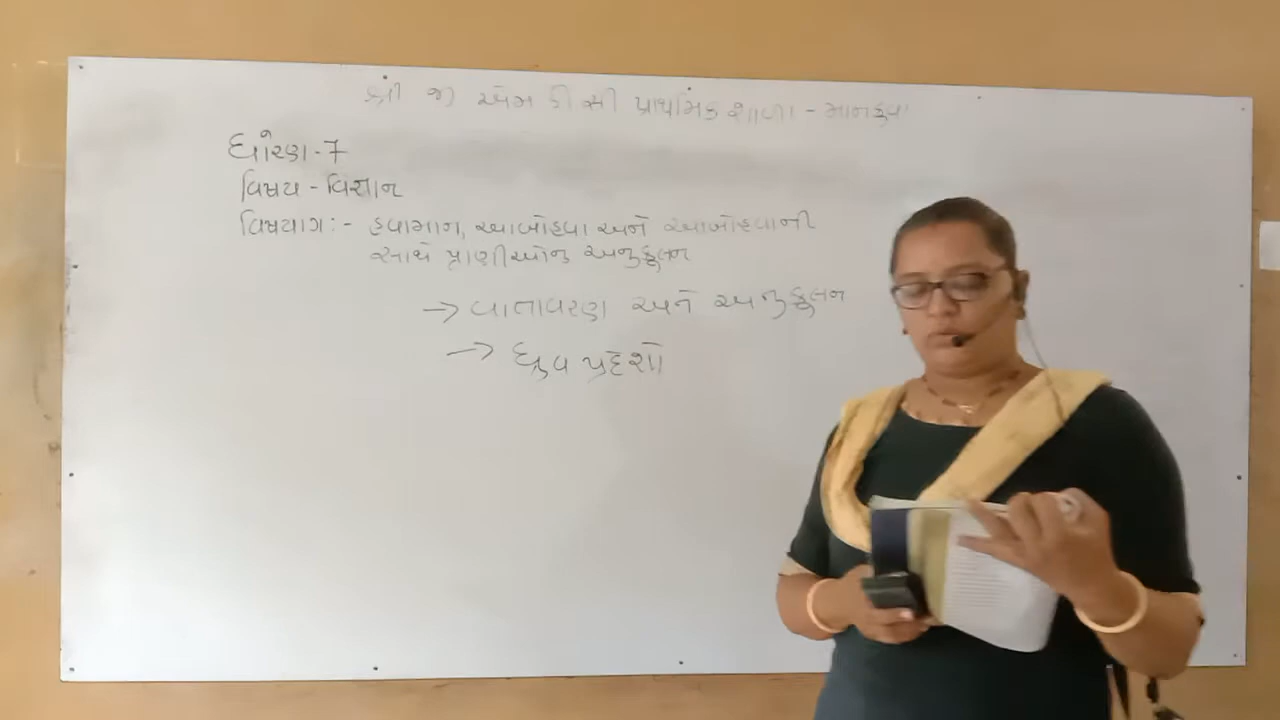 શ્રી જી એમ ડી સી પ્રાથમિક શાળા - માનકુવા
ધોરણ - 7
વિષય - વિજ્ઞાન
વિષયાંગ :- હવામાન, આબોહવા અને આબોહવાની
સાથે પ્રાણીઓનું અનુકૂલન
→ વાતાવરણ અને અનુકૂલન
→ ધ્રુવ પ્રદેશો